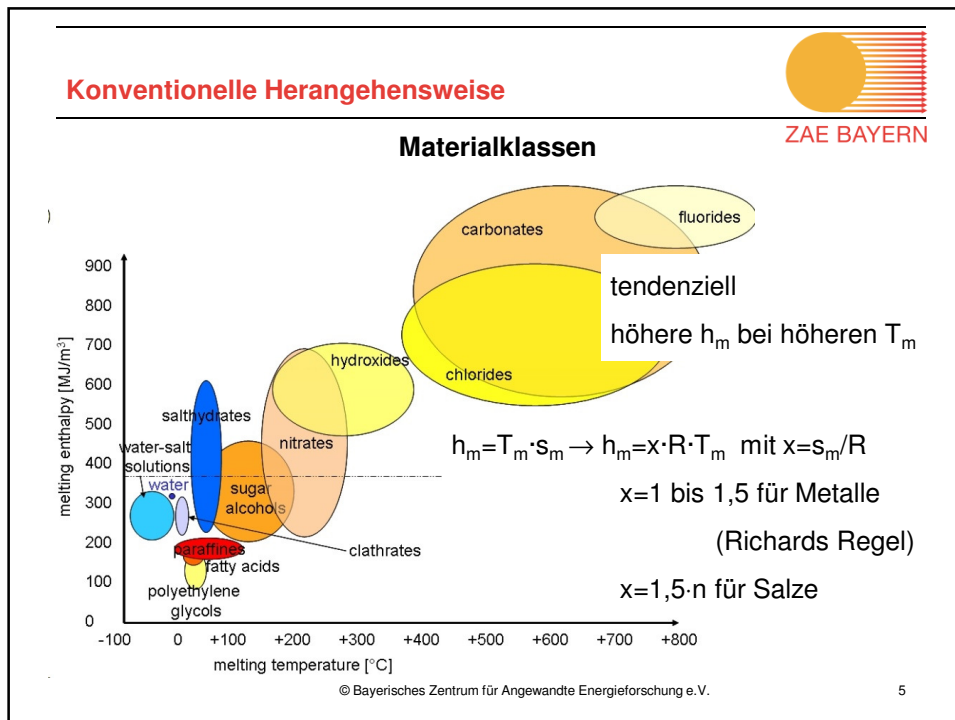 Konventionelle Herangehensweise
ZAE BAYERN
Materialklassen
)
melting enthalpy [MJ/m³]
900
800
700
600
500
400
300
200
100
0
-100 0 +100 +200 +300 +400 +500 +600 +700 +800
melting temperature [°C]
fluorides
carbonates
hydroxides
chlorides
salthydrates
nitrates
water-salt
solutions
water
sugar
alcohols
clathrates
paraffines
fatty acids
polyethylene
glycols
tendenziell
höhere hₘ bei höheren Tₘ
hₘ=Tₘ·sₘ → hₘ=x·R·Tₘ mit x=sₘ/R
x=1 bis 1,5 für Metalle
(Richards Regel)
x=1,5·n für Salze
© Bayerisches Zentrum für Angewandte Energieforschung e.V.
5